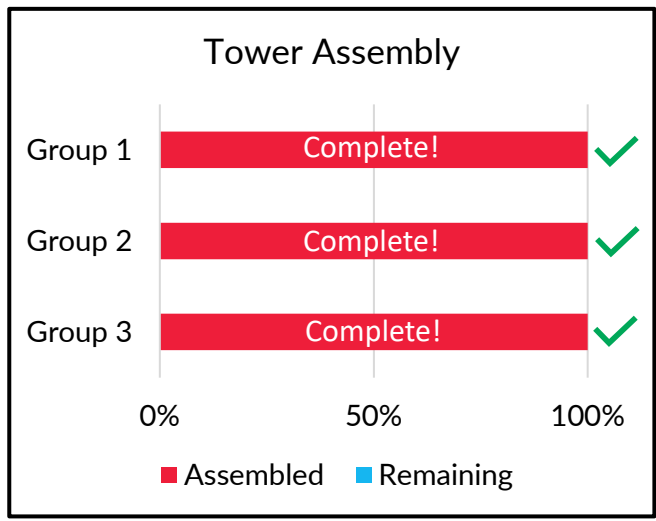 Tower Assembly
Group 1 Complete!
Group 2 Complete!
Group 3 Complete!
0% 50% 100%
Assembled Remaining